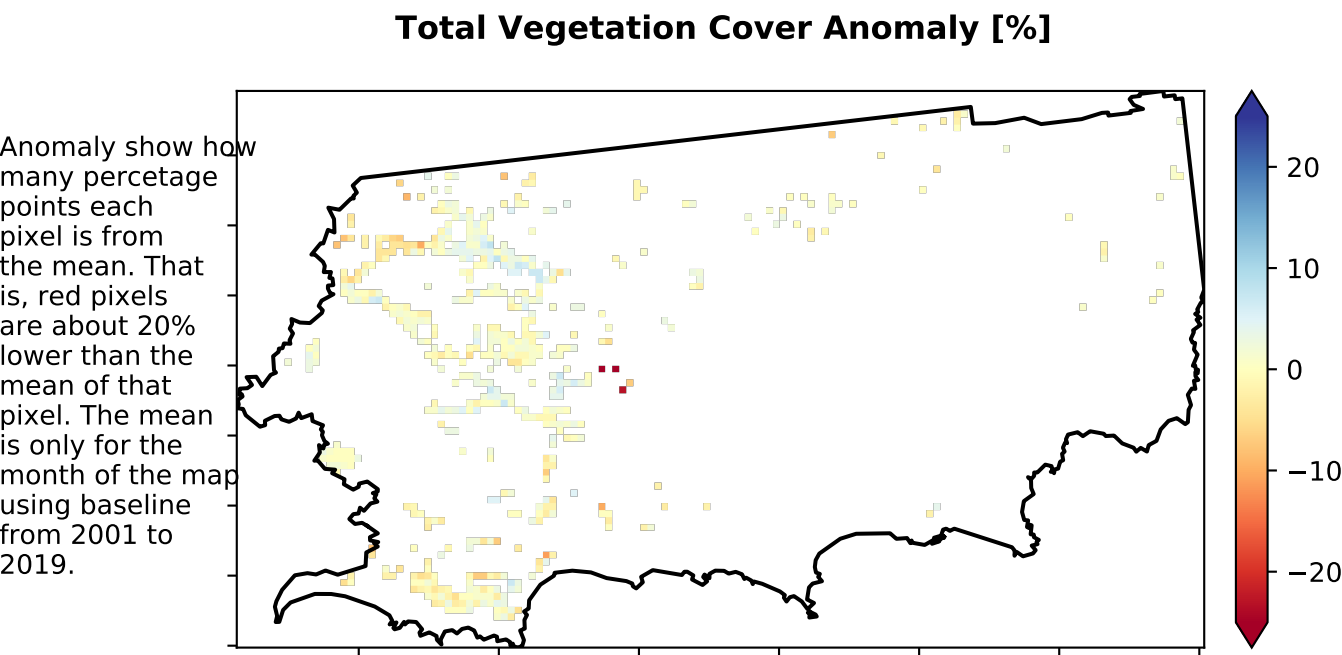 Total Vegetation Cover Anomaly [%]
Anomaly show how
many percetage
points each
pixel is from
the mean. That
is, red pixels
are about 20%
lower than the
mean of that
pixel. The mean
is only for the
month of the map
using baseline
from 2001 to
2019.
20
10
0
−10
−20